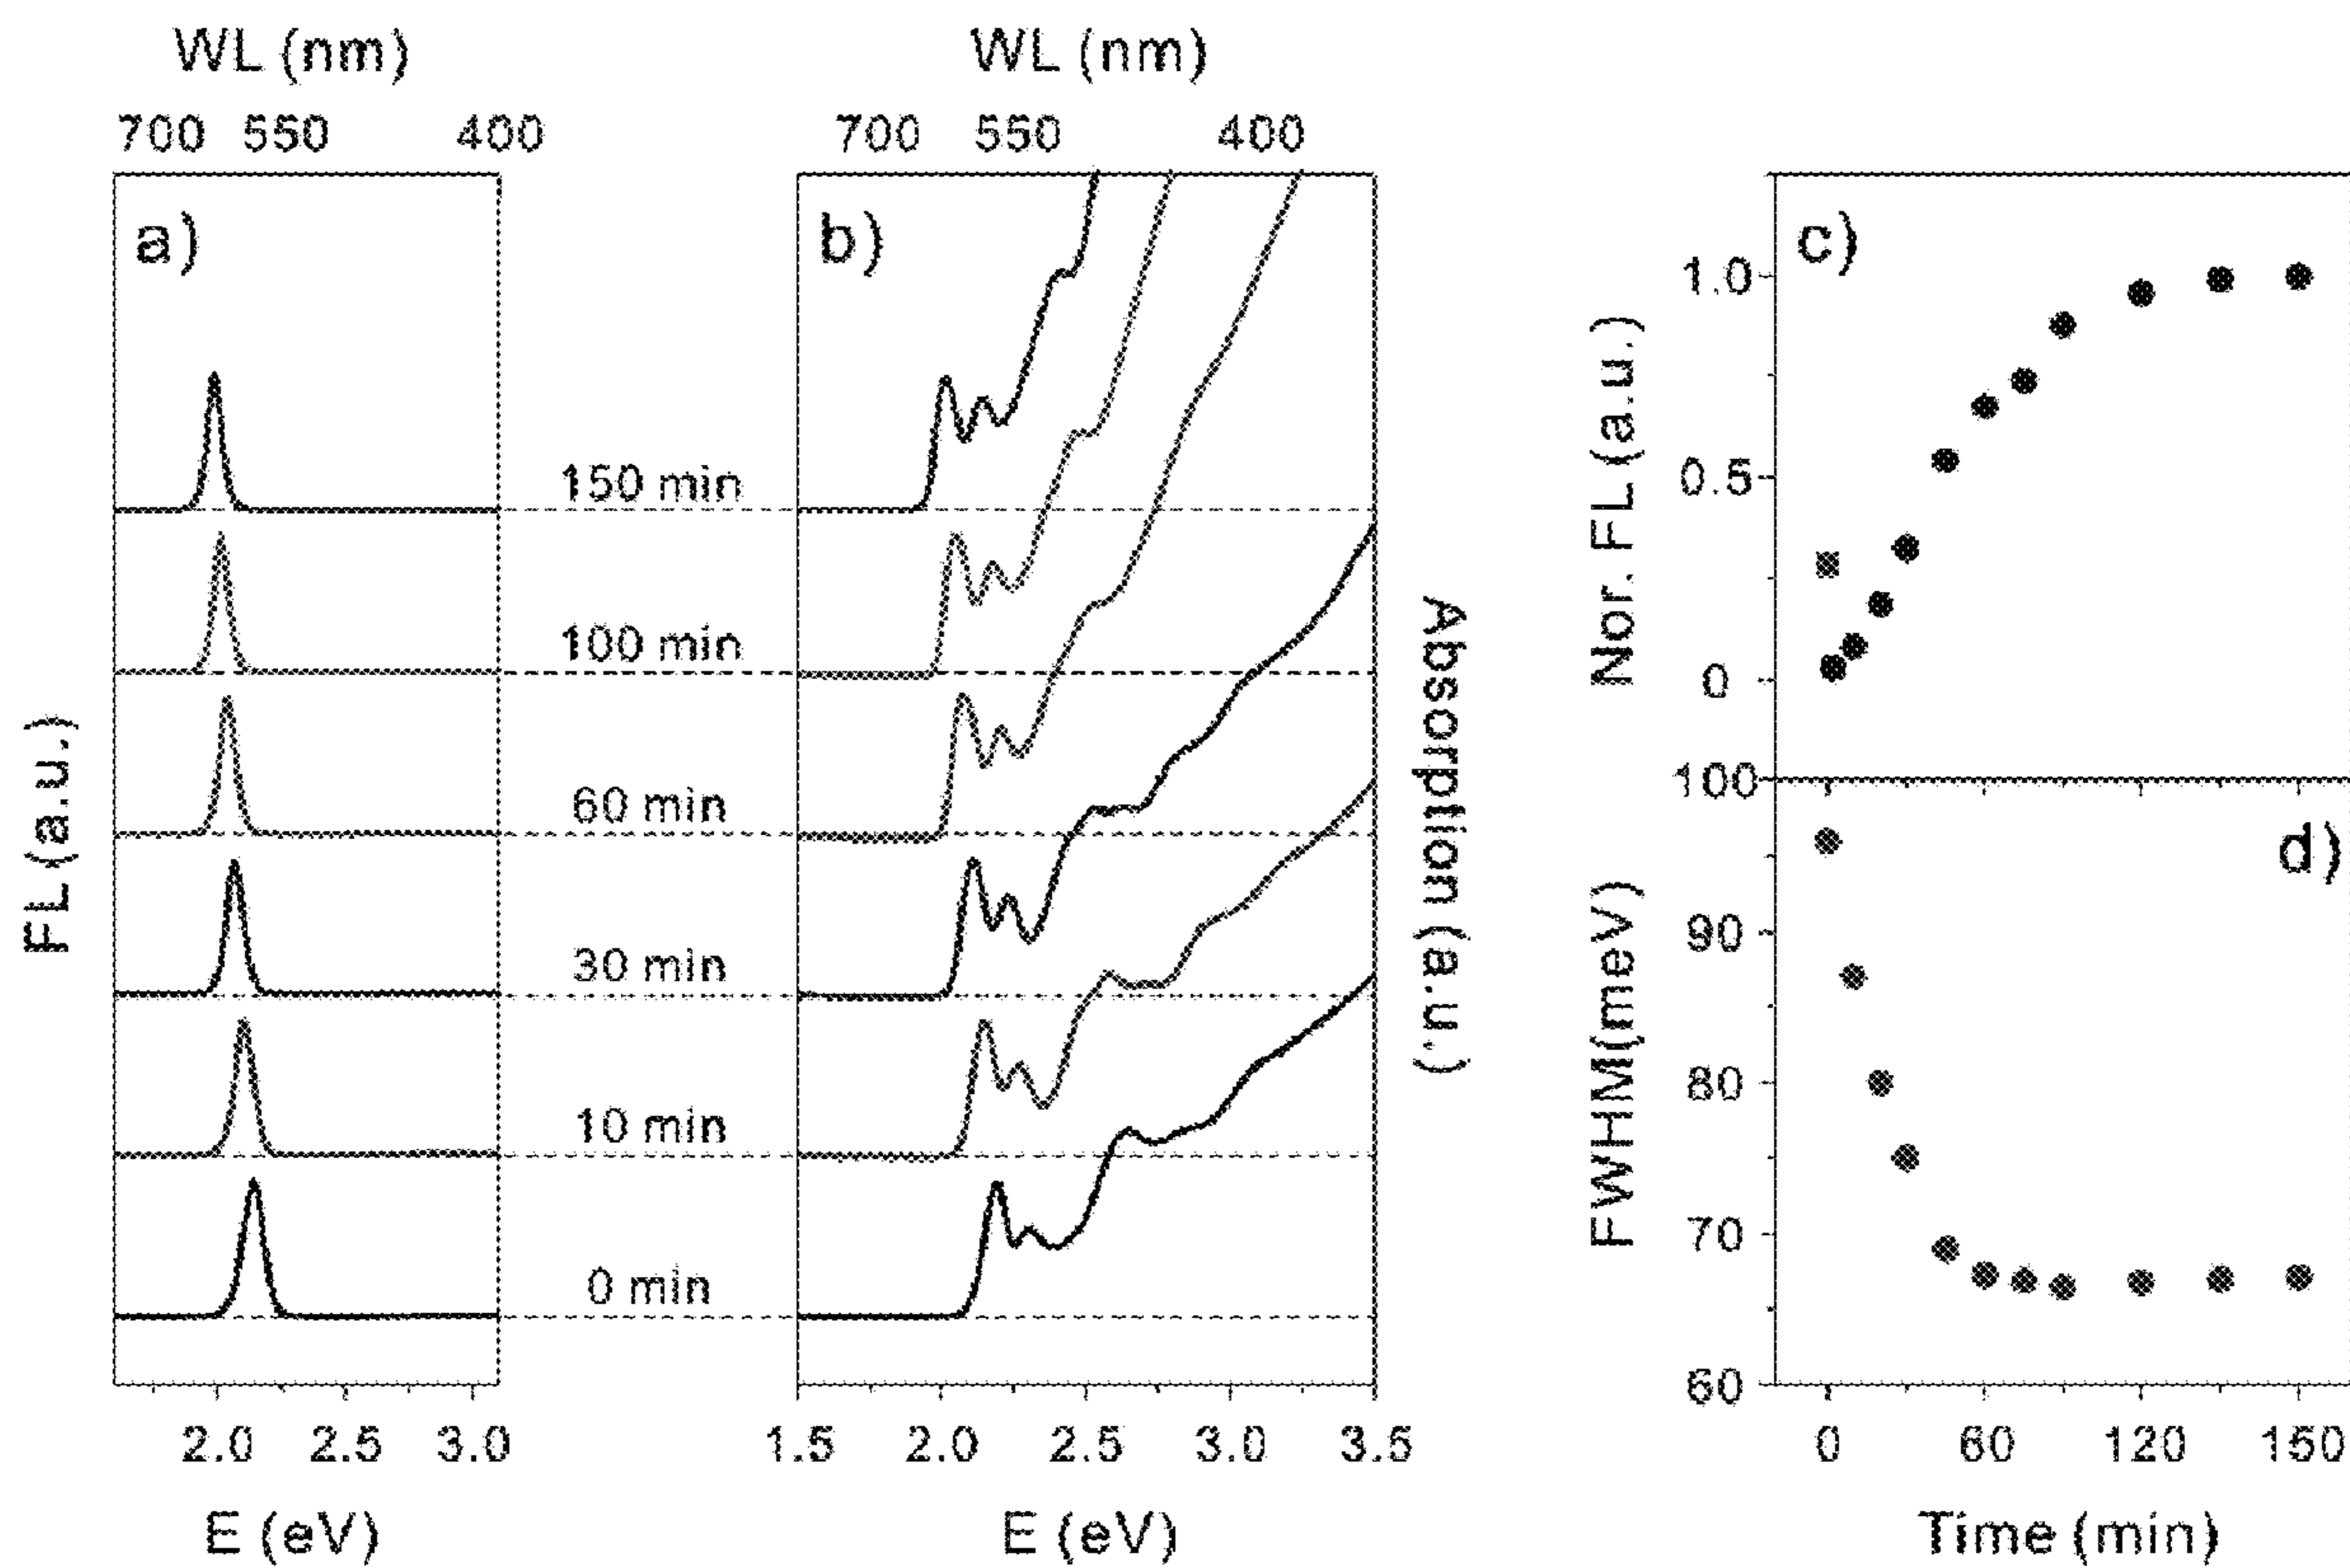 WL (nm)
700 550 400
a)
FL (a.u.)
2.0 2.5 3.0
E (eV)
150 min
100 min
60 min
30 min
10 min
0 min
WL (nm)
700 550 400
b)
Absorption (a.u.)
1.5 2.0 2.5 3.0 3.5
E (eV)
c)
Nor. FL (a.u.)
1.0
0.5
0
d)
FWHM(meV)
100
90
80
70
60
0 60 120 180
Time (min)